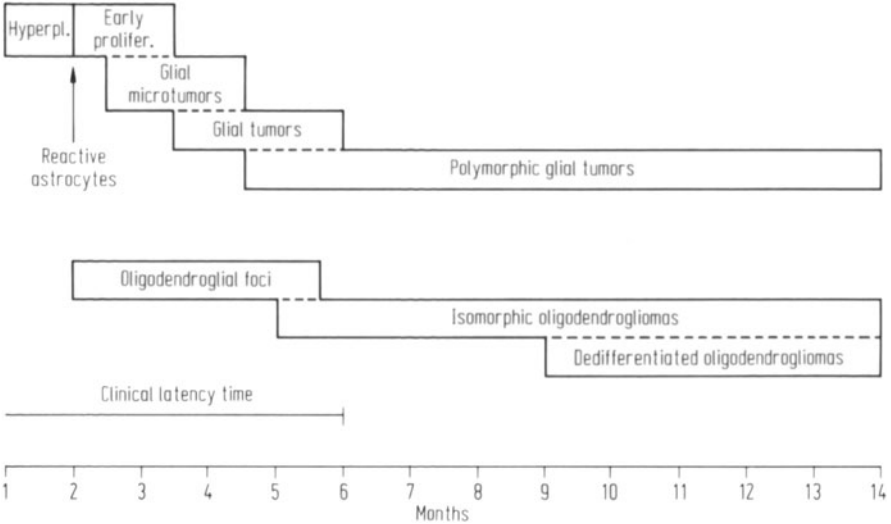 Hyperpl.
Early
prolifer.
Glial
microtumors
Glial tumors
Reactive
astrocytes
Polymorphic glial tumors
Oligodendroglial foci
Isomorphic oligodendrogliomas
Dedifferentiated oligodendrogliomas
Clinical latency time
1 2 3 4 5 6 7 8 9 10 11 12 13 14
Months